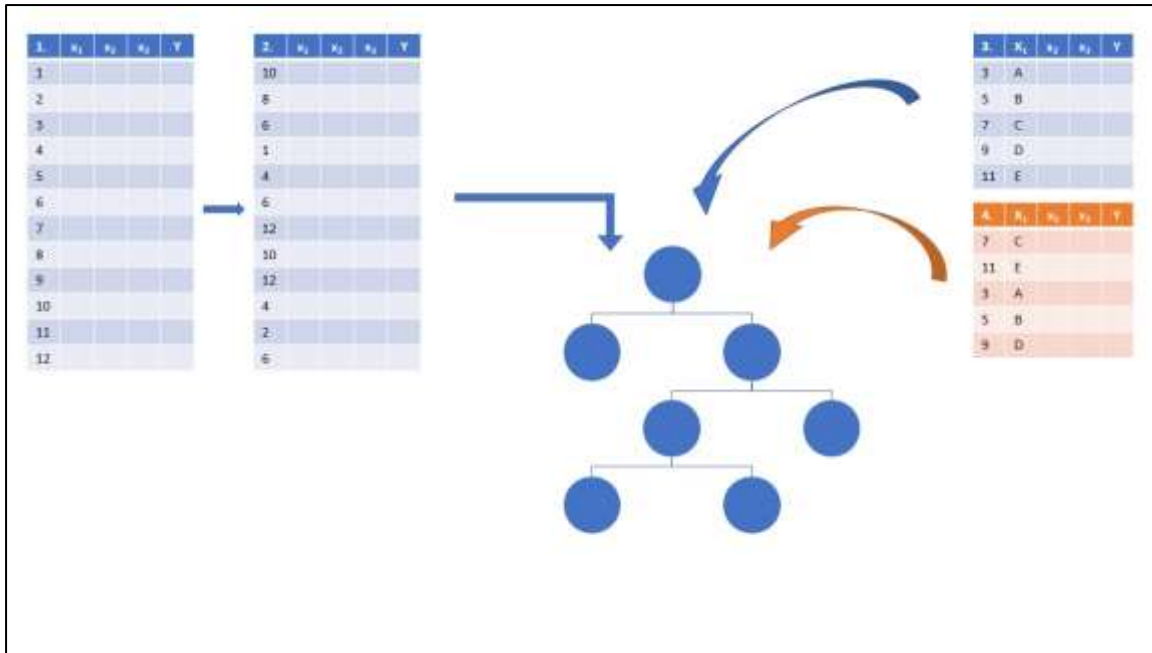 1. x₁ x₂ x₃ Y
1
2
3
4
5
6
7
8
9
10
11
12
2. x₁ x₂ x₃ Y
10
8
6
1
4
6
12
10
12
4
2
6
3. X₁ x₂ x₃ Y
3 A
5 B
7 C
9 D
11 E
4. X₁ x₂ x₃ Y
7 C
11 E
3 A
5 B
9 D